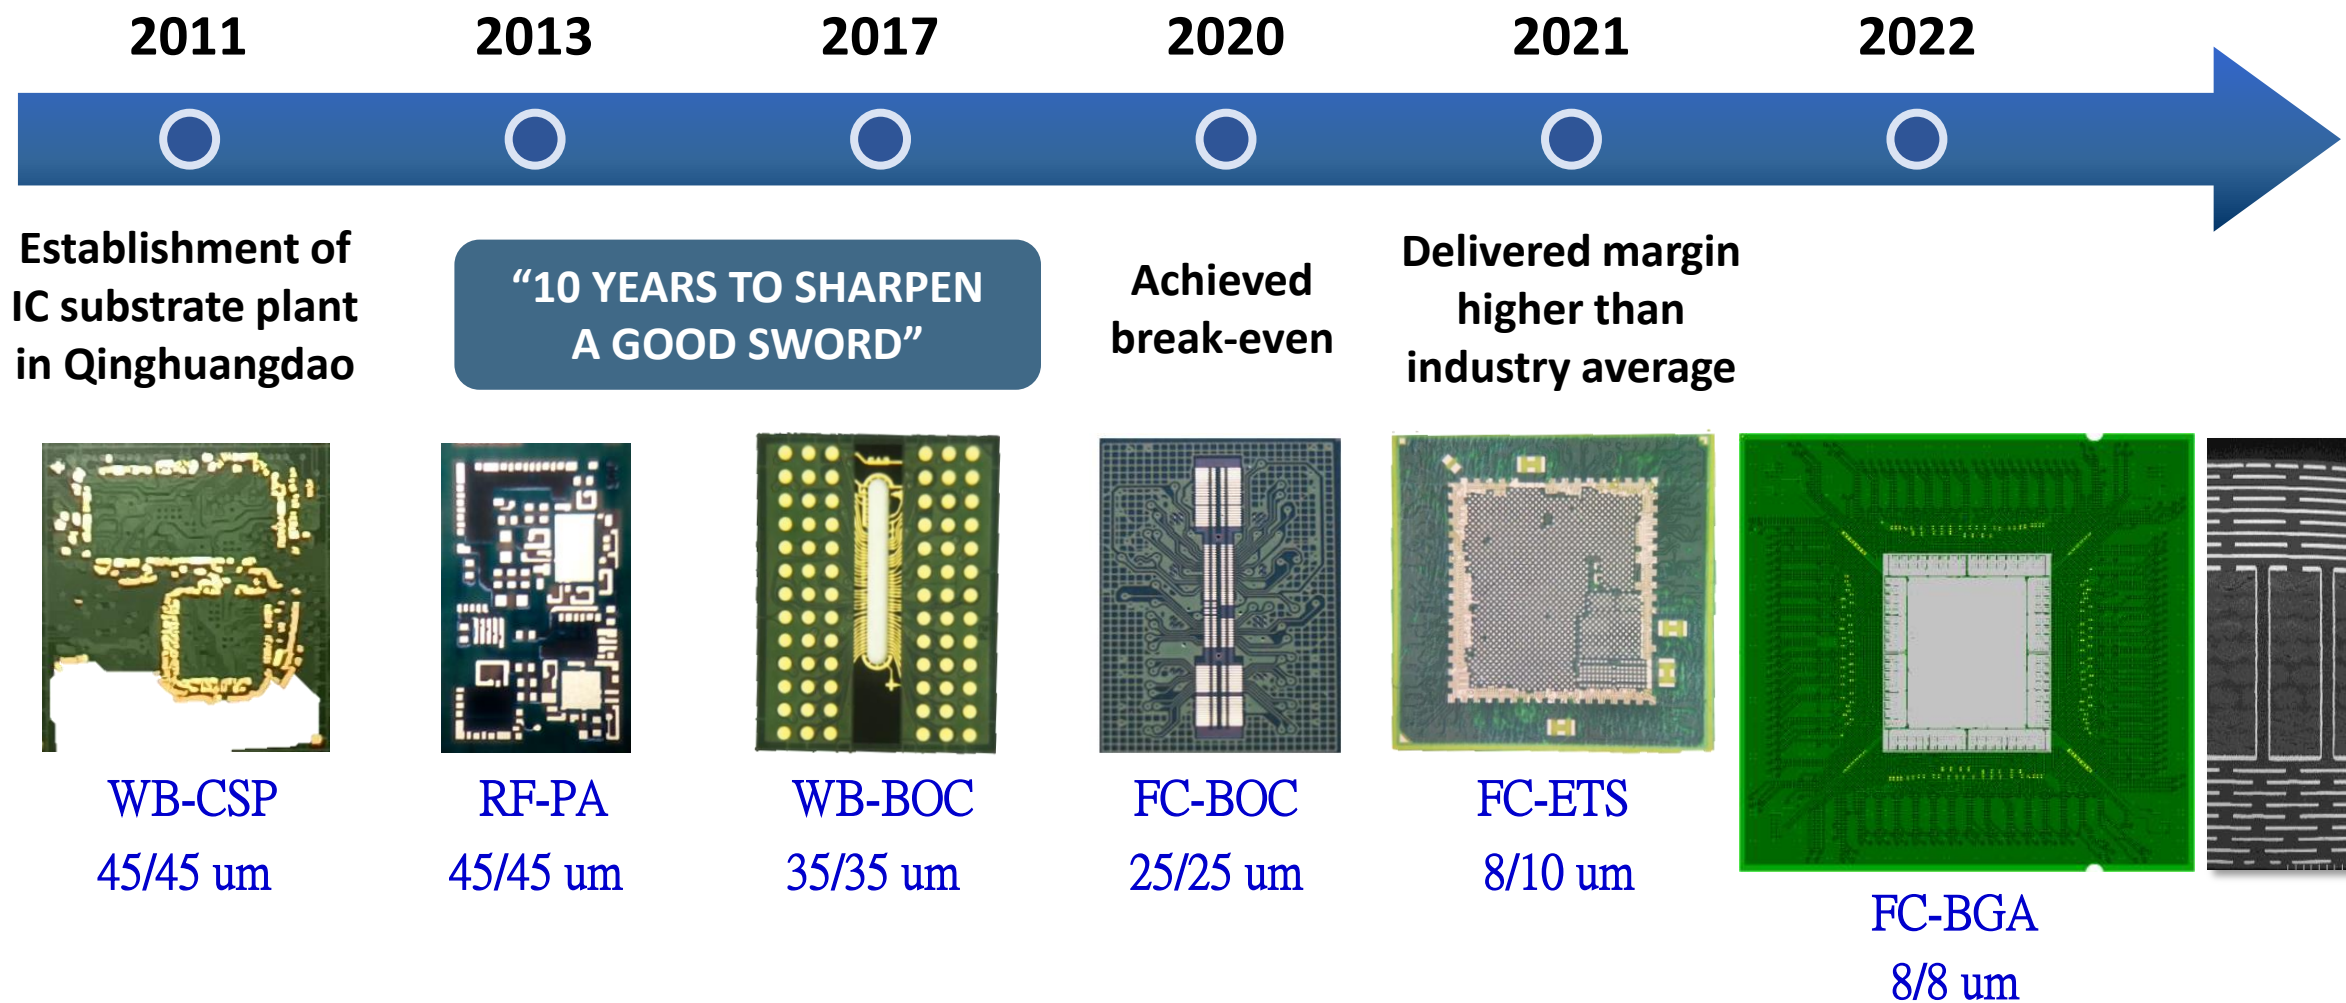 2011
2013
2017
2020
2021
2022
Establishment of
IC substrate plant
in Qinghuangdao
“10 YEARS TO SHARPEN
A GOOD SWORD”
Achieved
break-even
Delivered margin
higher than
industry average
WB-CSP
45/45 um
RF-PA
45/45 um
WB-BOC
35/35 um
FC-BOC
25/25 um
FC-ETS
8/10 um
FC-BGA
8/8 um